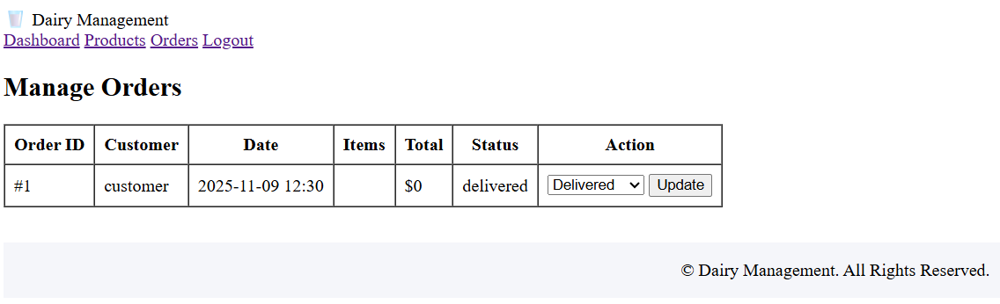 Dairy Management
Dashboard Products Orders Logout
Manage Orders
Order ID Customer Date Items Total Status Action
#1 customer 2025-11-09 12:30 $0 delivered Delivered Update
© Dairy Management. All Rights Reserved.